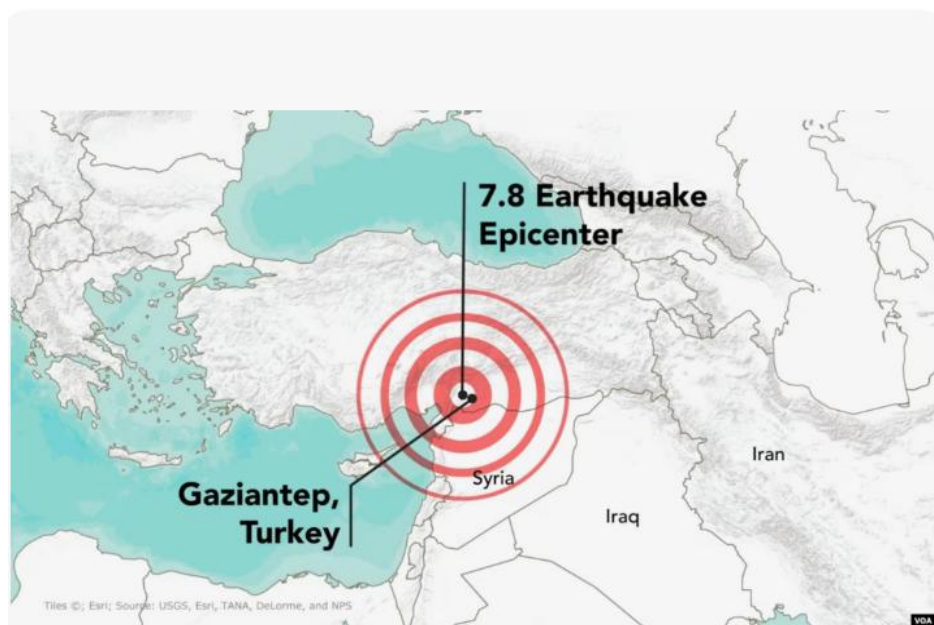 7.8 Earthquake
Epicenter
Iran
Syria
Gaziantep,
Turkey
Iraq
Tiles ©; Esri; Source: USGS, Esri, TANA, DeLorme, and NPS
VOA